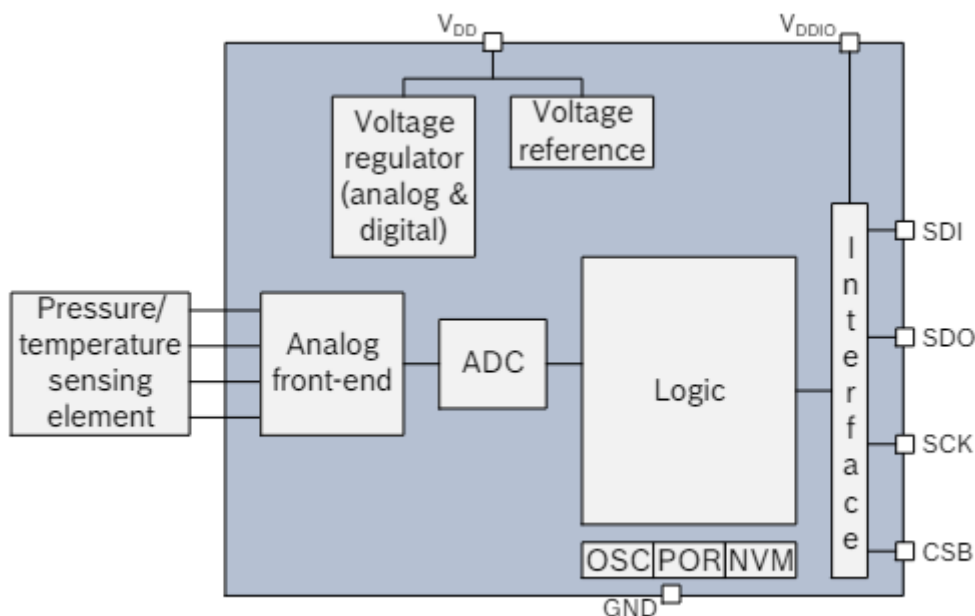 VDD
VDDIO
Voltage
regulator
(analog &
digital)
Voltage
reference
Pressure/
temperature
sensing
element
Analog
front-end
ADC
Logic
Interface
SDI
SDO
SCK
CSB
OSC POR NVM
GND